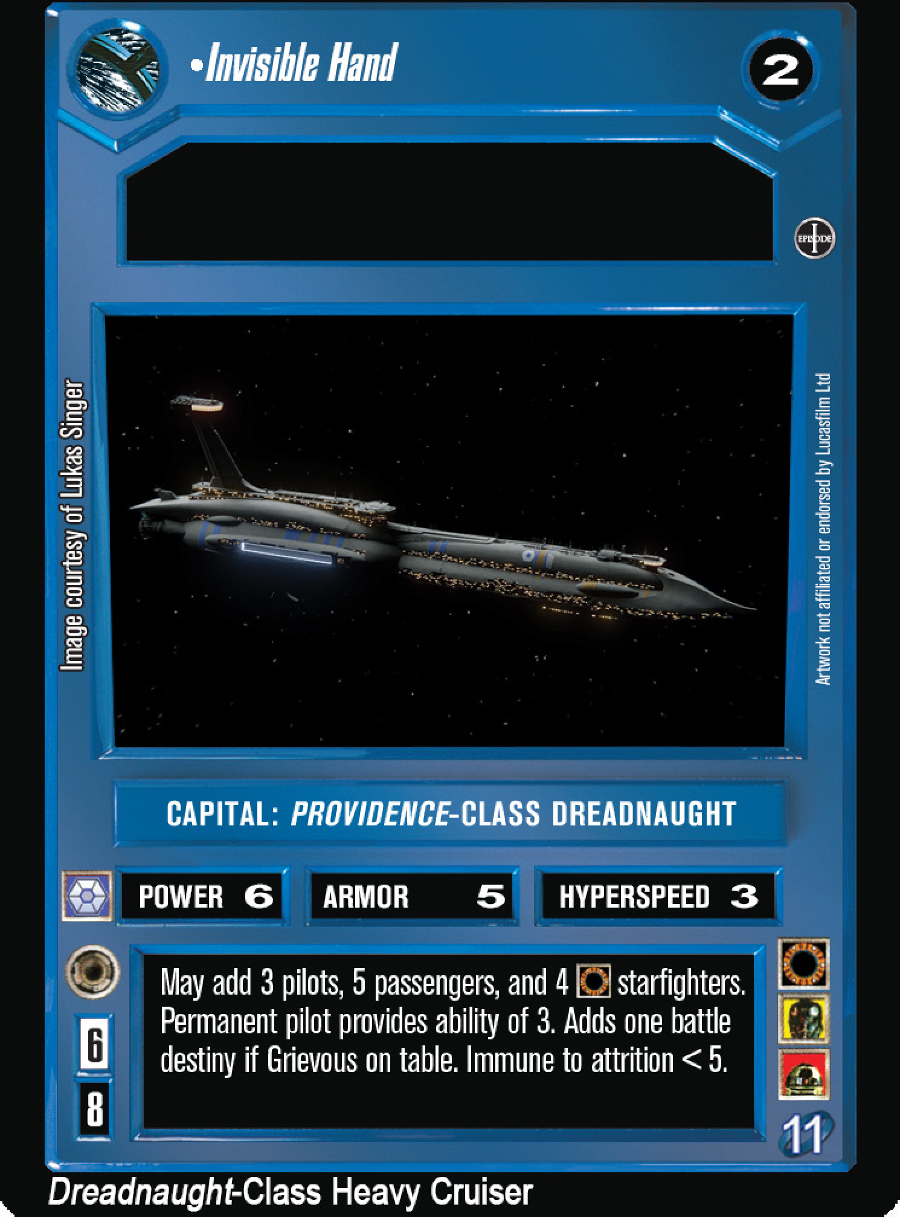 •Invisible Hand
2
EPISODE
I
Image courtesy of Lukas Singer
Artwork not affiliated or endorsed by Lucasfilm Ltd
CAPITAL: PROVIDENCE-CLASS DREADNAUGHT
POWER 6
ARMOR 5
HYPERSPEED 3
May add 3 pilots, 5 passengers, and 4 starfighters.
Permanent pilot provides ability of 3. Adds one battle
destiny if Grievous on table. Immune to attrition < 5.
6
8
11
Dreadnaught-Class Heavy Cruiser